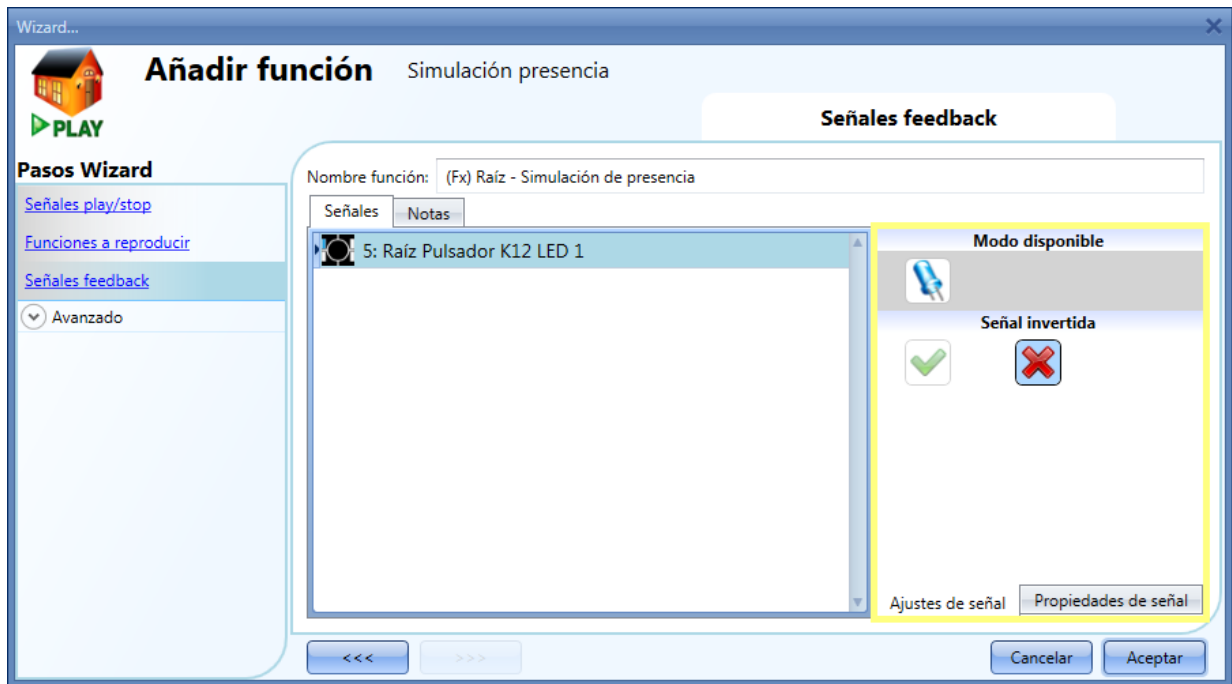 Wizard...
Añadir función
Simulación presencia
PLAY
Señales feedback
Pasos Wizard
Señales play/stop
Funciones a reproducir
Señales feedback
Avanzado
Nombre función: (Fx) Raíz - Simulación de presencia
Señales Notas
5: Raíz Pulsador K12 LED 1
Modo disponible
Señal invertida
Ajustes de señal Propiedades de señal
<<< >>> Cancelar Aceptar